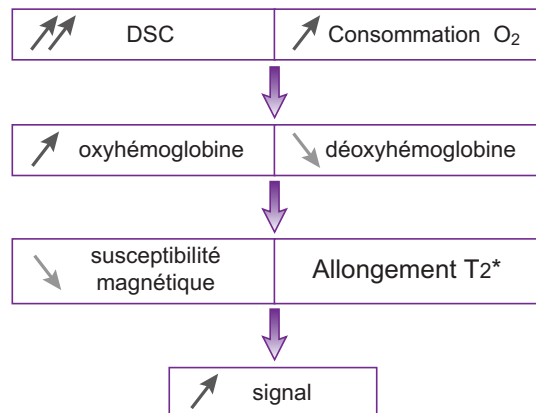 DSC
Consommation O₂
oxyhémoglobine
déoxyhémoglobine
susceptibilité
magnétique
Allongement T2*
signal